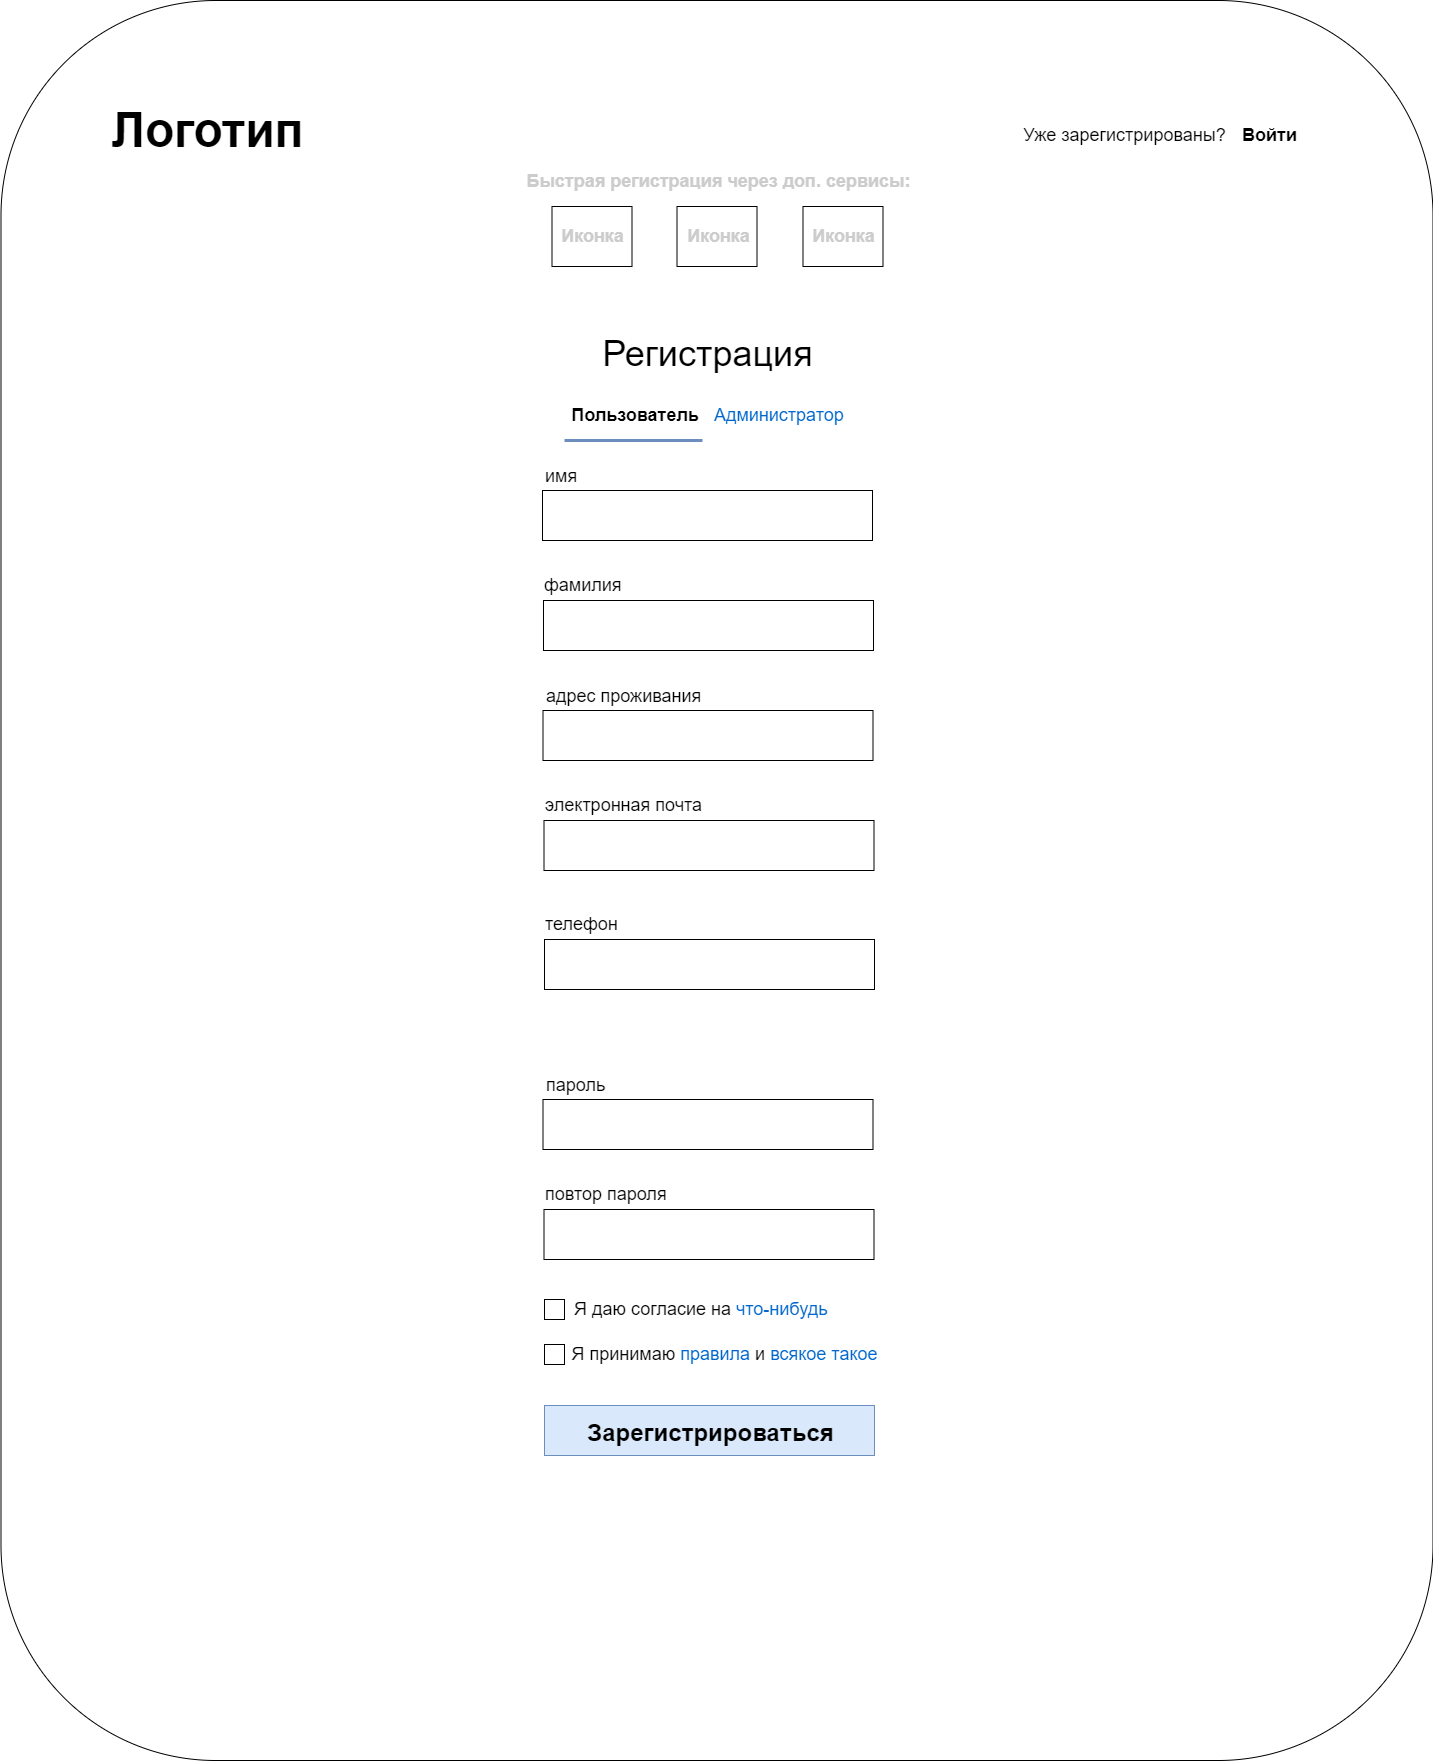 Логотип
Уже зарегистрированы? Войти
Быстрая регистрация через доп. сервисы:
Иконка Иконка Иконка
Регистрация
Пользователь Администратор
имя
фамилия
адрес проживания
электронная почта
телефон
пароль
повтор пароля
Я даю согласие на что-нибудь
Я принимаю правила и всякое такое
Зарегистрироваться